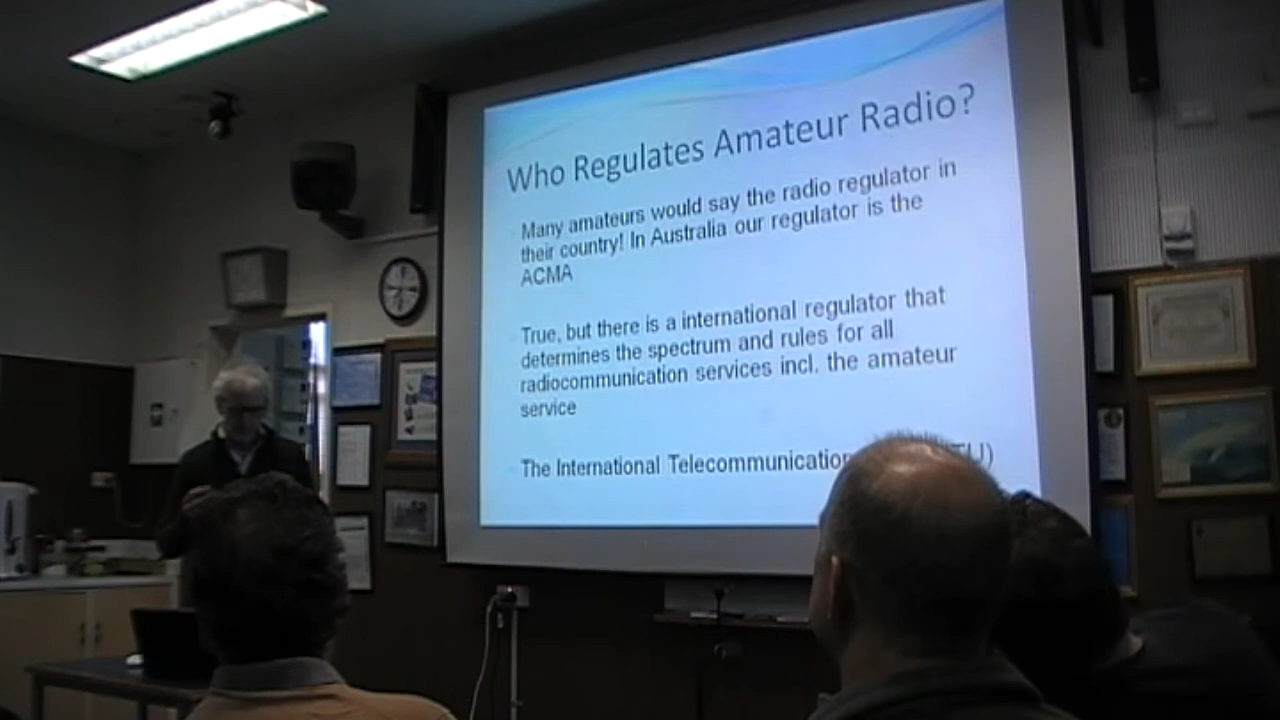 Who Regulates Amateur Radio?
Many amateurs would say the radio regulator in
their country! In Australia our regulator is the
ACMA
True, but there is a international regulator that
determines the spectrum and rules for all
radiocommunication services incl. the amateur
service
The International Telecommunication TU)